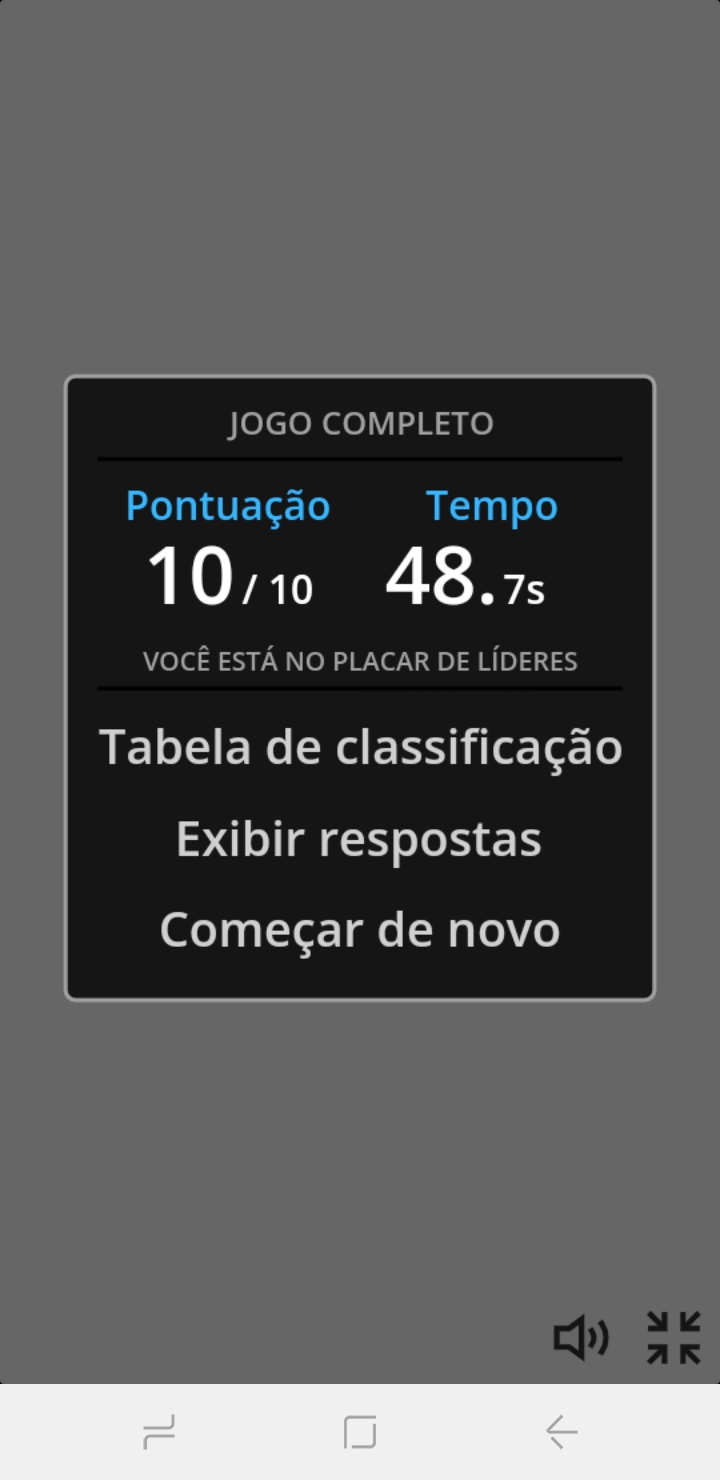 JOGO COMPLETO
Pontuação Tempo
10 / 10 48.7s
VOCÊ ESTÁ NO PLACAR DE LÍDERES
Tabela de classificação
Exibir respostas
Começar de novo